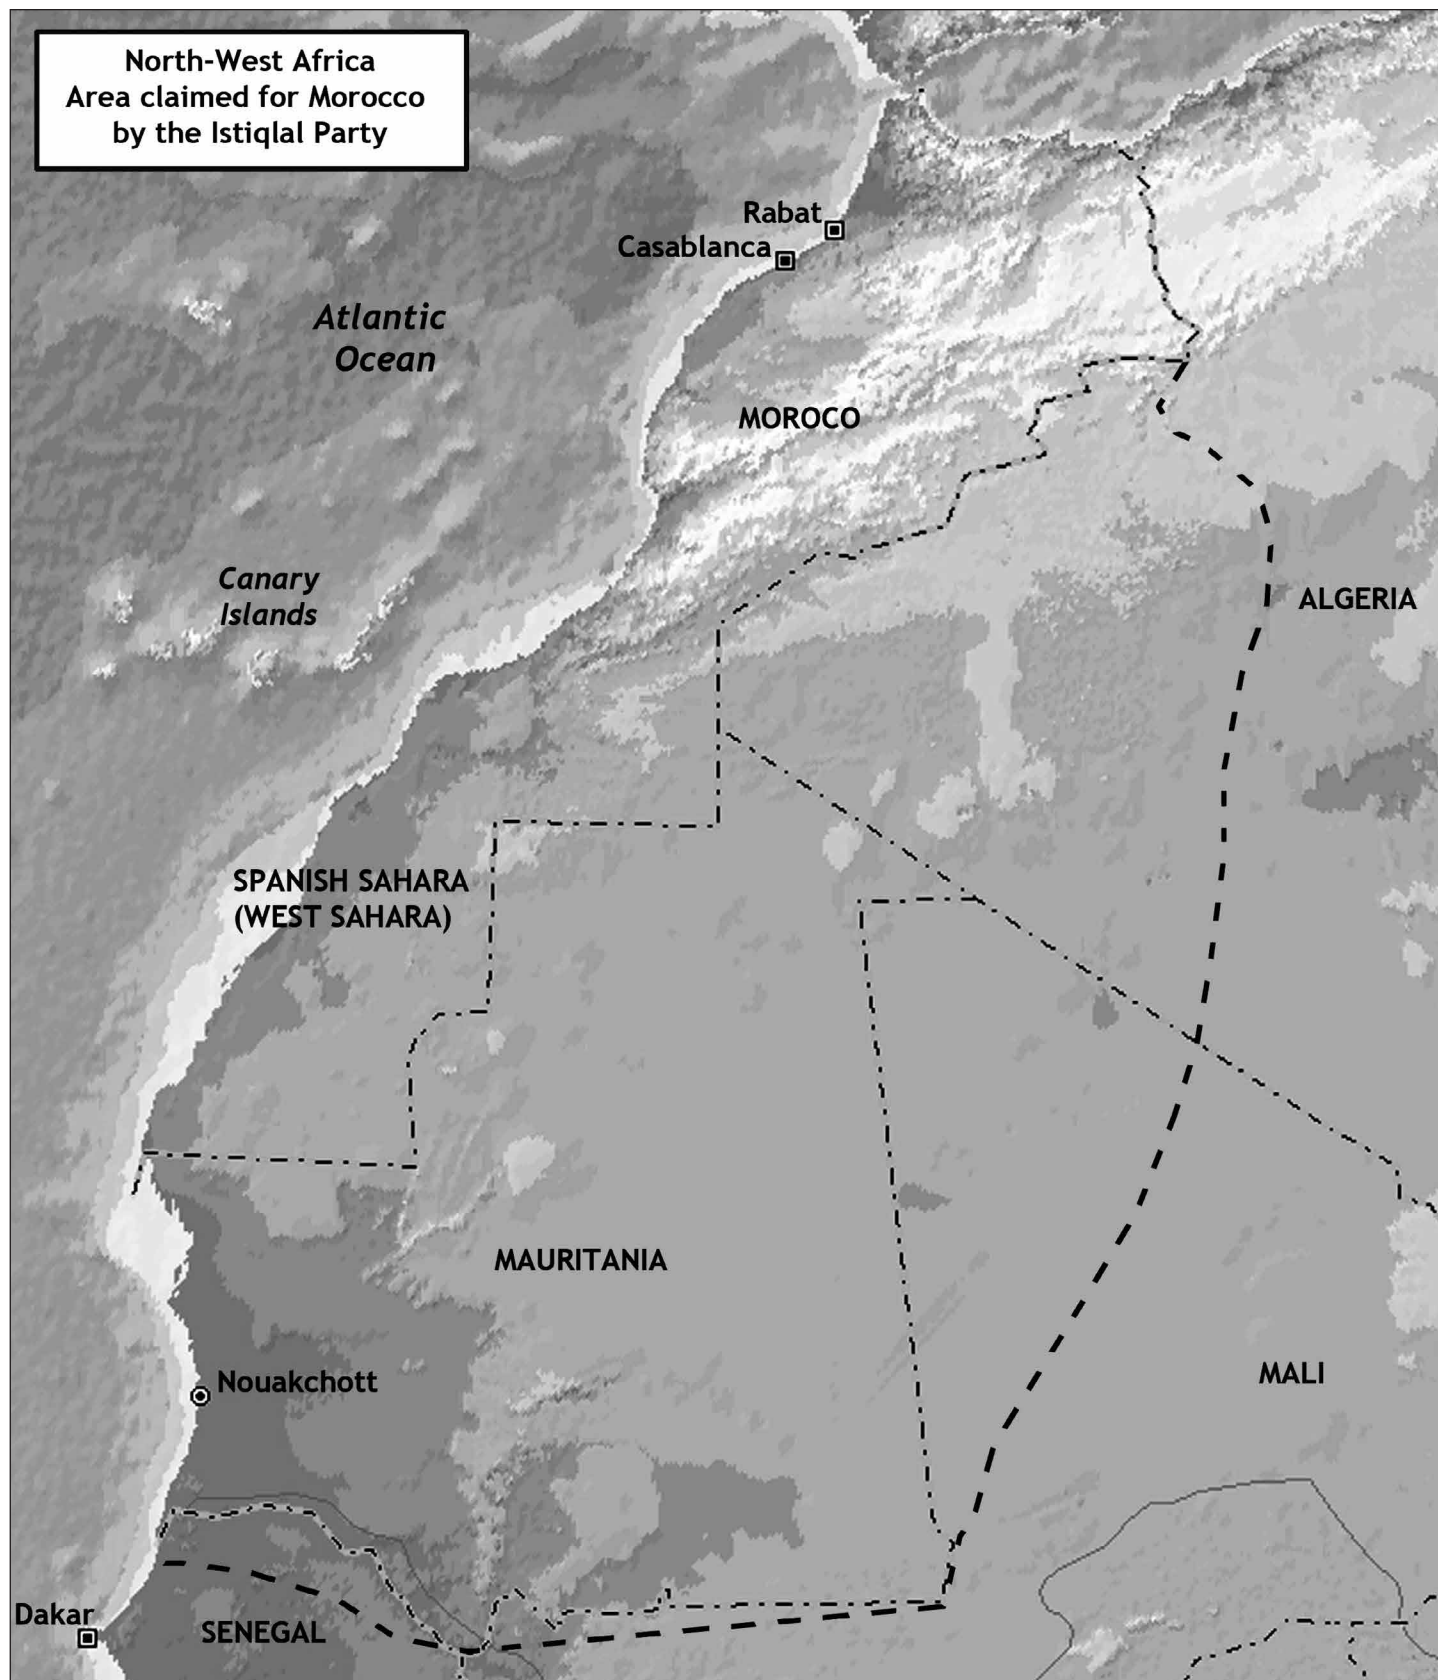 North-West Africa
Area claimed for Morocco
by the Istiqlal Party
Rabat
Casablanca
Atlantic
Ocean
MOROCO
Canary
Islands
ALGERIA
SPANISH SAHARA
(WEST SAHARA)
MAURITANIA
MALI
Nouakchott
Dakar
SENEGAL